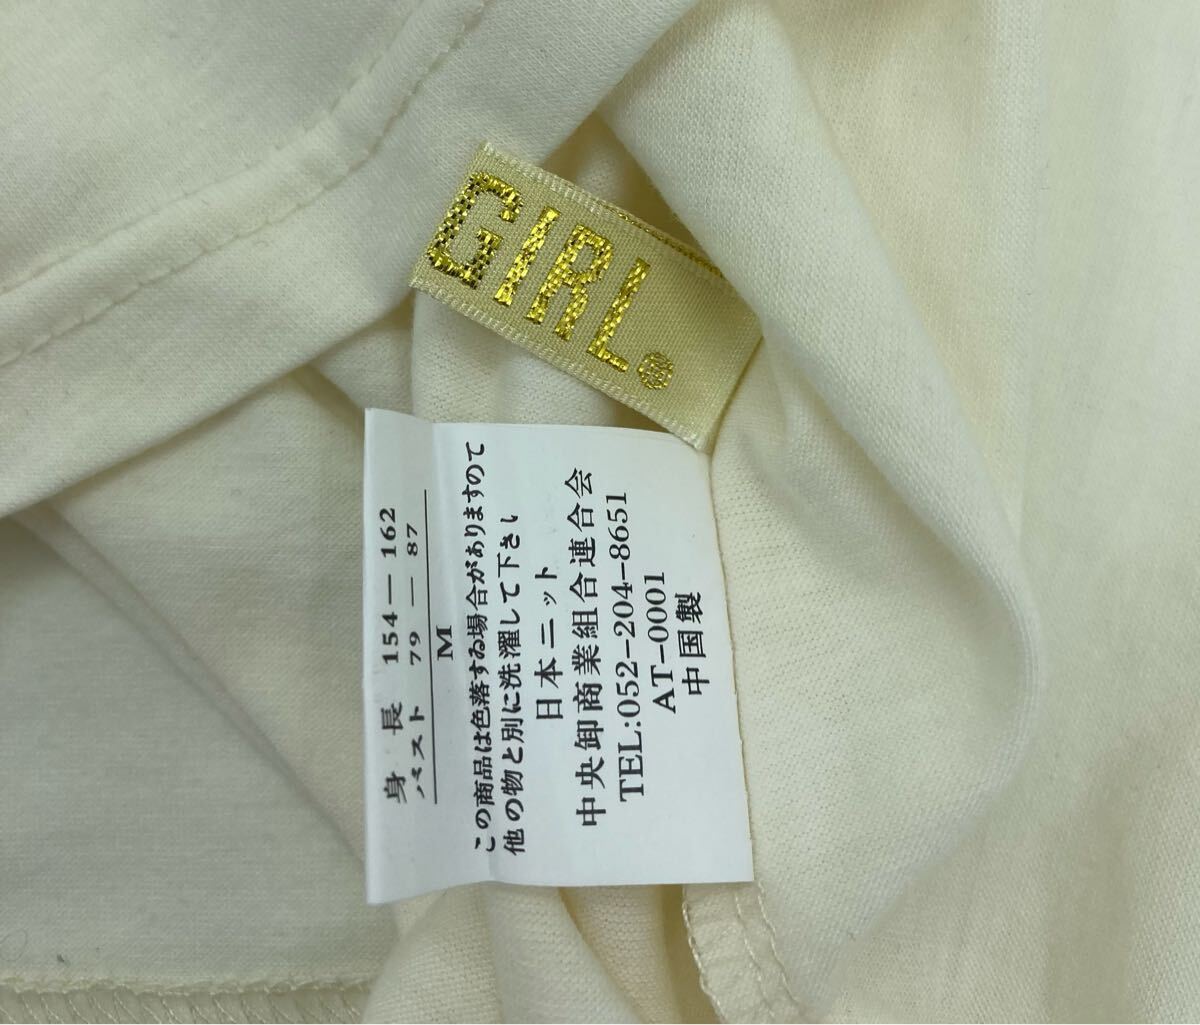 GIRL.
身 長 154—162
バスト 79—87
M
この商品は色落する場合がありますので
他の物と別に洗濯して下さい
日本ニット
中央卸商業組合連合会
TEL:052-204-8651
AT-0001
中国製